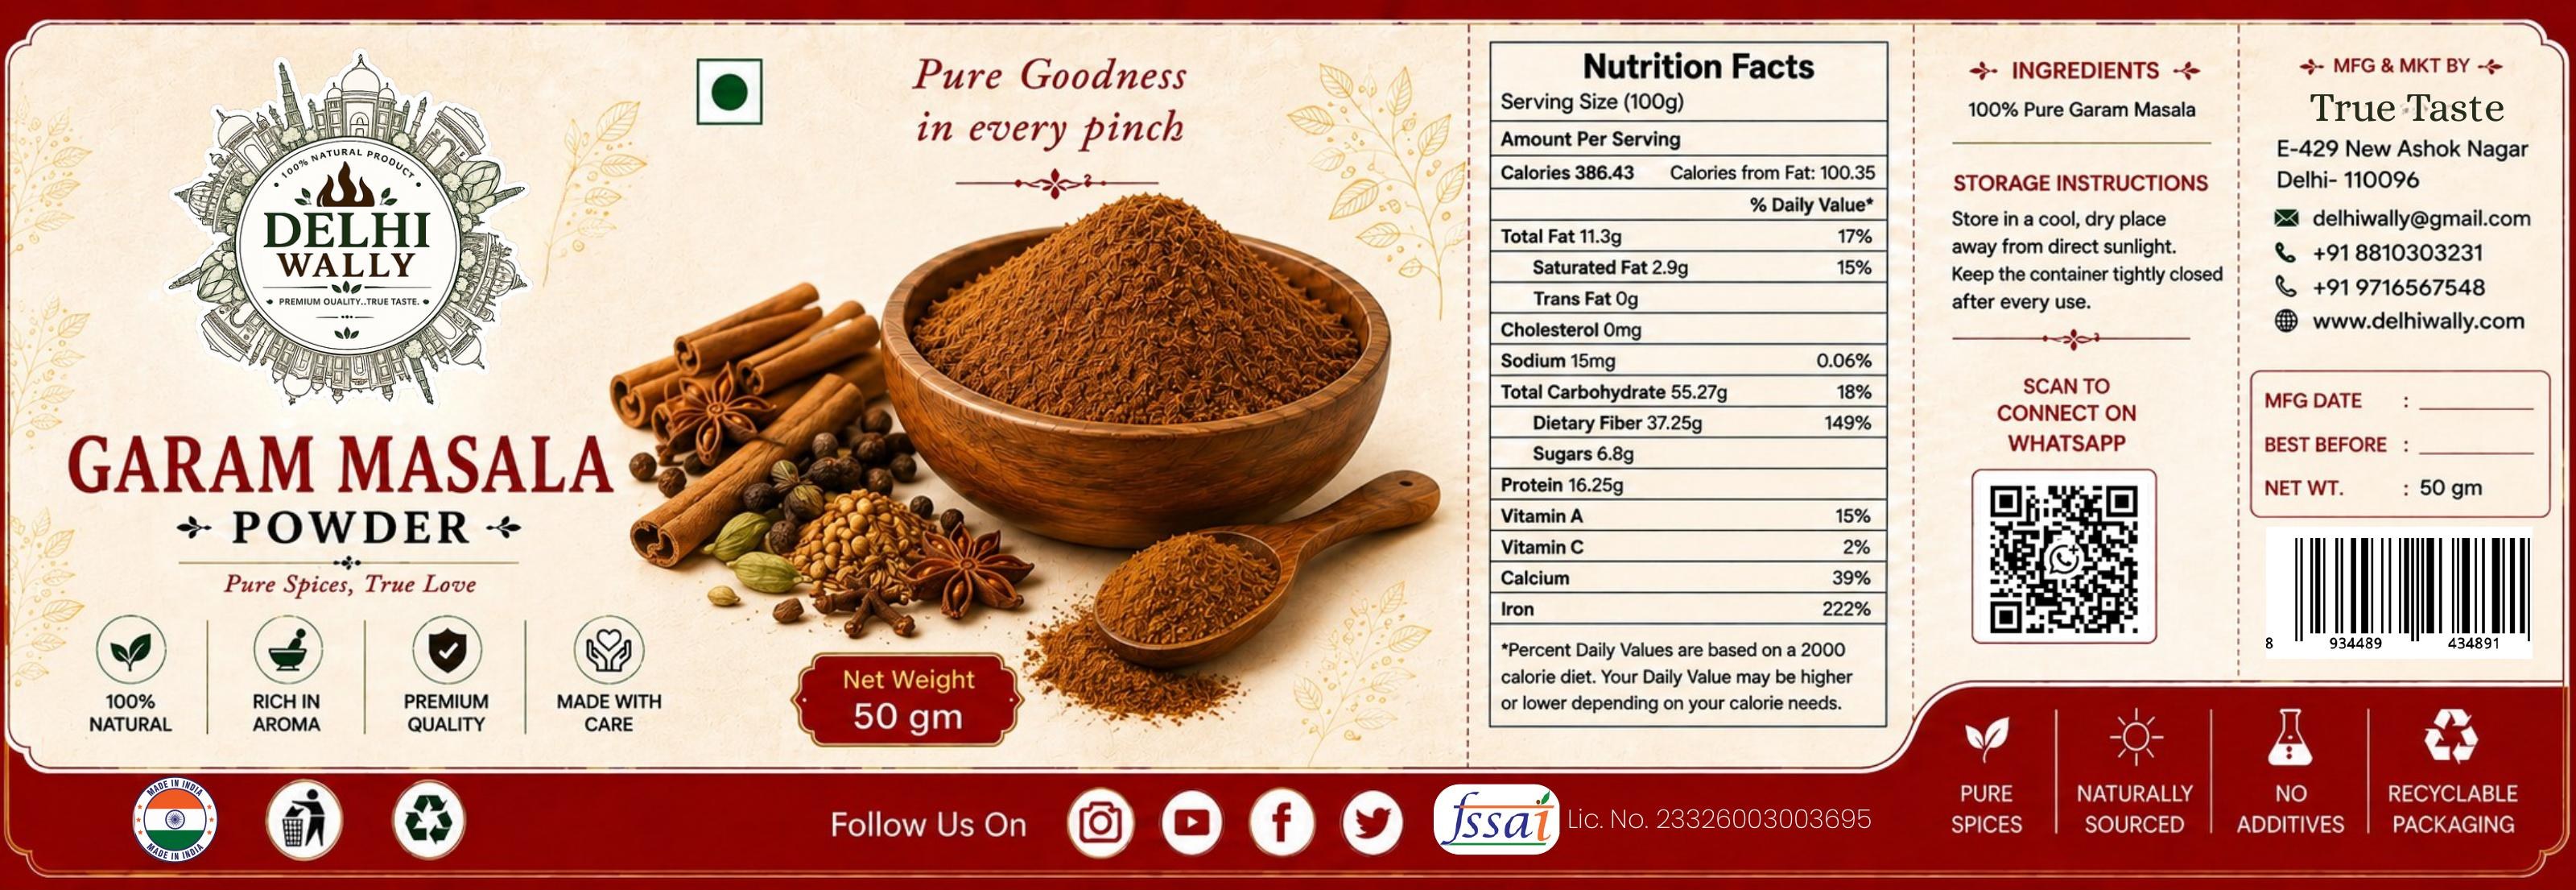 100% NATURAL PRODUCT
DELHI
WALLY
PREMIUM QUALITY..TRUE TASTE.
GARAM MASALA
POWDER
Pure Spices, True Love
100%
NATURAL
RICH IN
AROMA
PREMIUM
QUALITY
MADE WITH
CARE
Pure Goodness
in every pinch
Net Weight
50 gm
Nutrition Facts
Serving Size (100g)
Amount Per Serving
Calories 386.43 Calories from Fat: 100.35
% Daily Value*
Total Fat 11.3g 17%
Saturated Fat 2.9g 15%
Trans Fat 0g
Cholesterol 0mg
Sodium 15mg 0.06%
Total Carbohydrate 55.27g 18%
Dietary Fiber 37.25g 149%
Sugars 6.8g
Protein 16.25g
Vitamin A 15%
Vitamin C 2%
Calcium 39%
Iron 222%
*Percent Daily Values are based on a 2000
calorie diet. Your Daily Value may be higher
or lower depending on your calorie needs.
INGREDIENTS
100% Pure Garam Masala
STORAGE INSTRUCTIONS
Store in a cool, dry place
away from direct sunlight.
Keep the container tightly closed
after every use.
SCAN TO
CONNECT ON
WHATSAPP
MFG & MKT BY
True Taste
E-429 New Ashok Nagar
Delhi- 110096
delhiwally@gmail.com
+91 8810303231
+91 9716567548
www.delhiwally.com
MFG DATE :
BEST BEFORE :
NET WT. : 50 gm
8 934489 434891
MADE IN INDIA
MADE IN INDIA
Follow Us On
fssai Lic. No. 23326003003695
PURE
SPICES
NATURALLY
SOURCED
NO
ADDITIVES
RECYCLABLE
PACKAGING